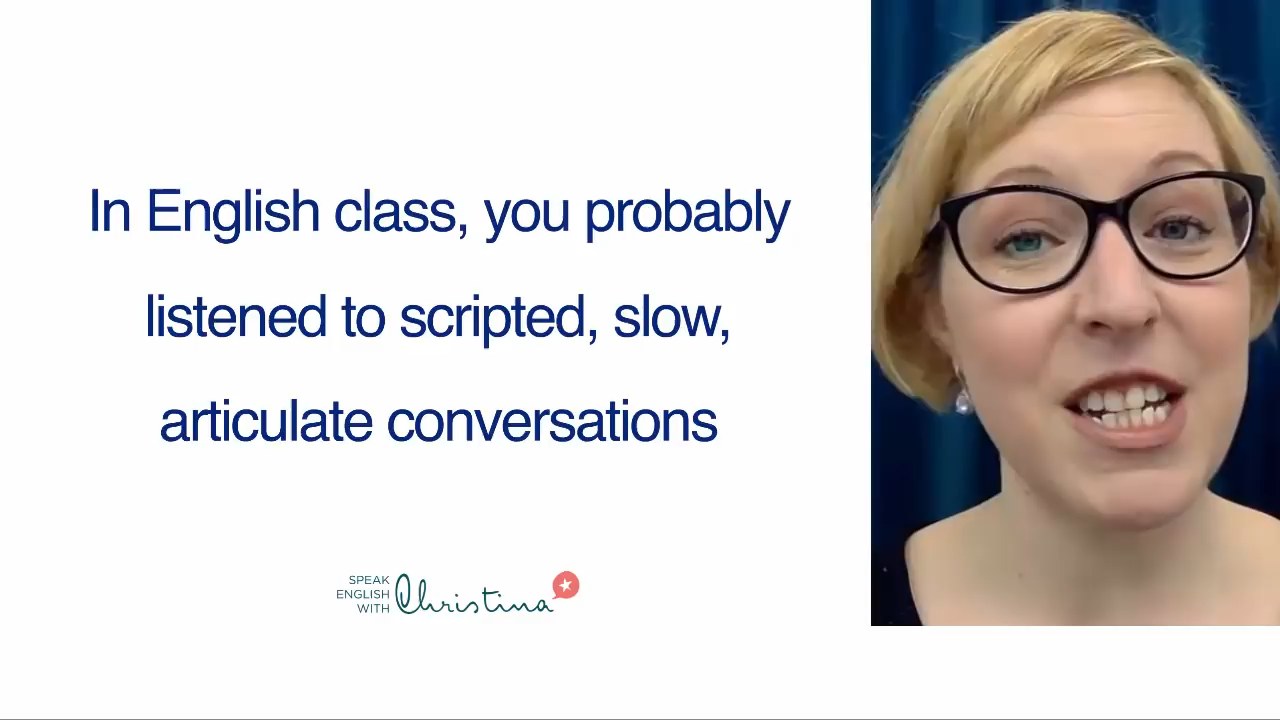 In English class, you probably
listened to scripted, slow,
articulate conversations
SPEAK
ENGLISH
WITH
Christina